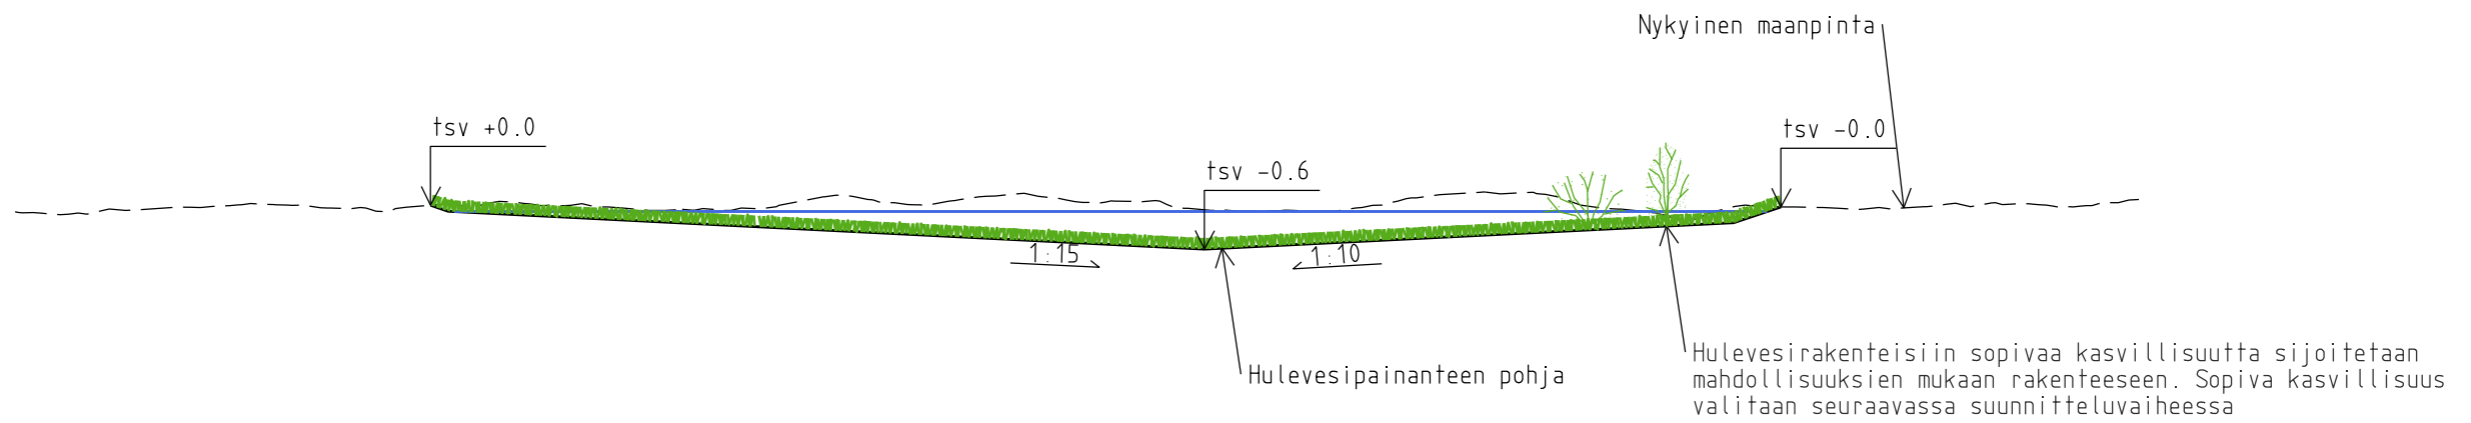 Nykyinen maanpinta
tsv +0.0
tsv -0.0
tsv -0.6
1:15
1:10
Hulevesipainanteen pohja
Hulevesirakenteisiin sopivaa kasvillisuutta sijoitetaan
mahdollisuuksien mukaan rakenteeseen. Sopiva kasvillisuus
valitaan seuraavassa suunnitteluvaiheessa